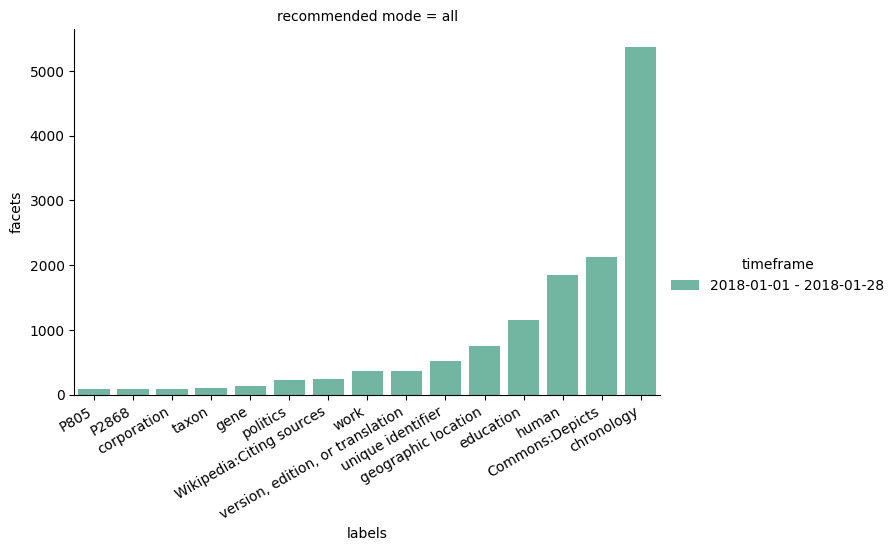 recommended mode = all
facets
5000
4000
3000
2000
1000
0
P805
P2868
corporation
taxon
gene
politics
Wikipedia:Citing sources
work
version, edition, or translation
unique identifier
geographic location
education
human
Commons:Depicts
chronology
labels
timeframe
2018-01-01 - 2018-01-28